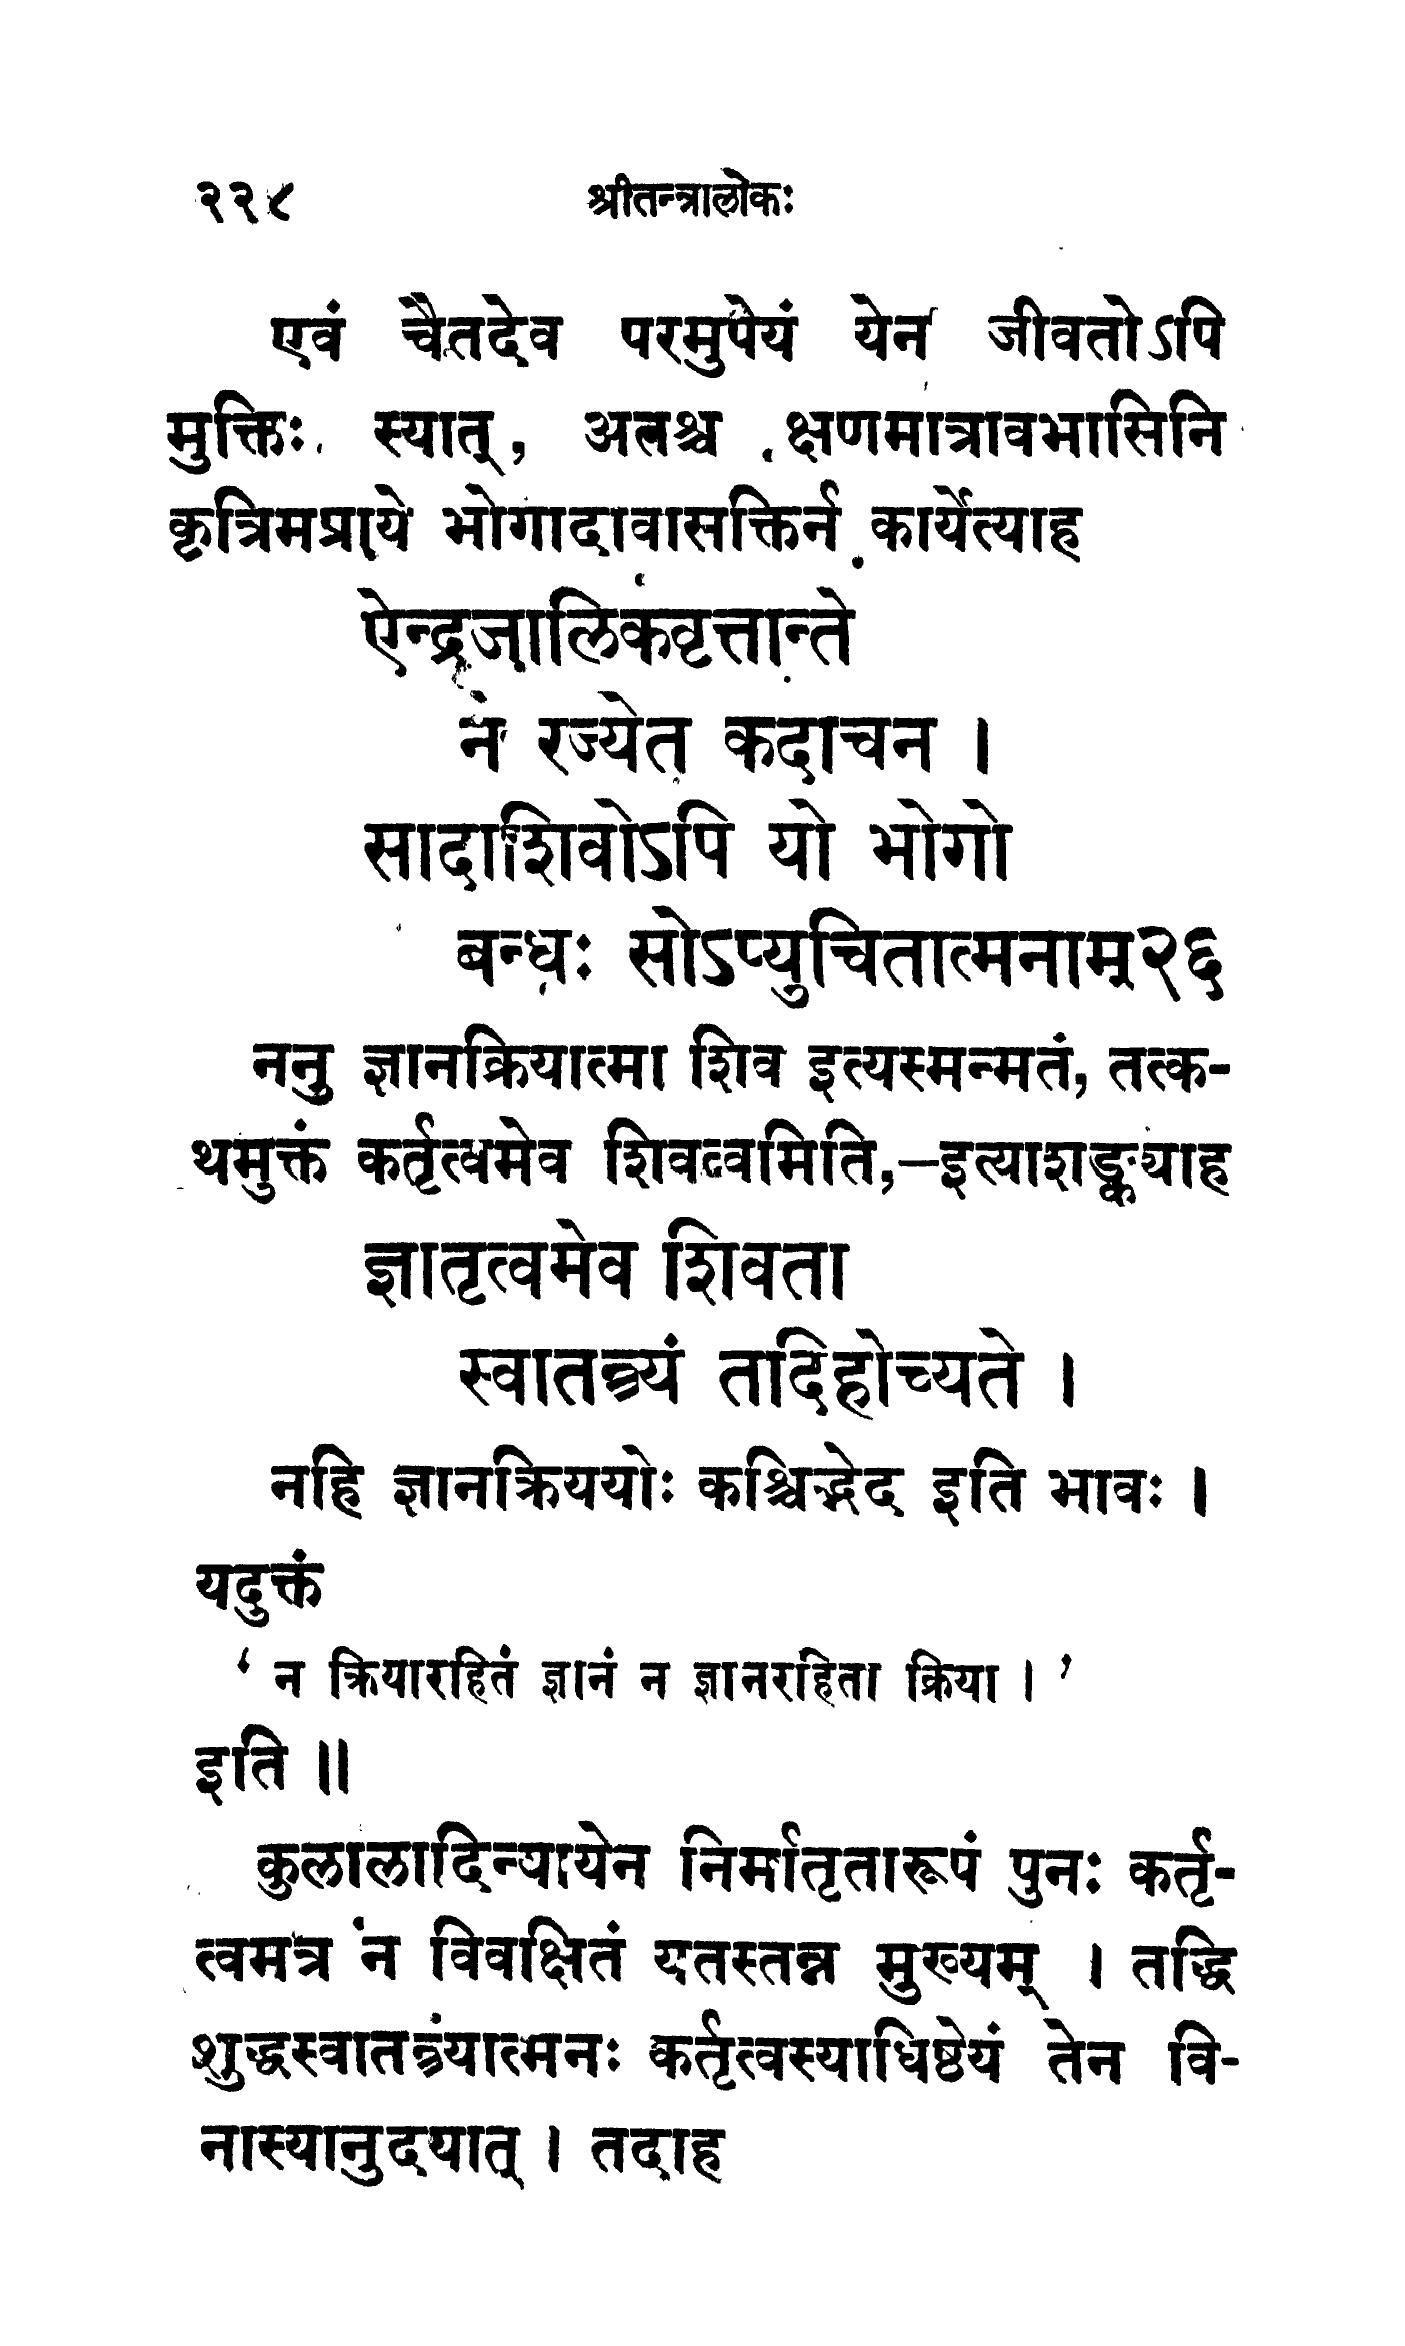 २२८ श्रीतन्त्रालोकः
एवं चैतदेव परमुपेयं येन जीवतोऽपि
मुक्तिः स्यात्, अतश्च क्षणमात्रावभासिनि
कृत्रिमप्राये भोगादावासक्तिर्न कार्येत्याह
ऐन्द्रजालिकवृत्तान्ते
न रज्येत कदाचन ।
सादाशिवोऽपि यो भोगो
बन्धः सोऽप्युचितात्मनाम् २६
ननु ज्ञानक्रियात्मा शिव इत्यस्मन्मतं, तत्क-
थमुक्तं कर्तृत्वमेव शिवत्वमिति,–इत्याशङ्क्याह
ज्ञातृत्वमेव शिवता
स्वातन्त्र्यं तदिहोच्यते ।
नहि ज्ञानक्रिययोः कश्चिद्भेद इति भावः ।
यदुक्तं
‘ न क्रियारहितं ज्ञानं न ज्ञानरहिता क्रिया । ’
इति ॥
कुलालादिन्यायेन निर्मातृतारूपं पुनः कर्तृ-
त्वमत्र न विवक्षितं यतस्तन्न मुख्यम् । तद्धि
शुद्धस्वातन्त्र्यात्मनः कर्तृत्वस्याधिष्ठेयं तेन वि-
नास्यानुदयात् । तदाह